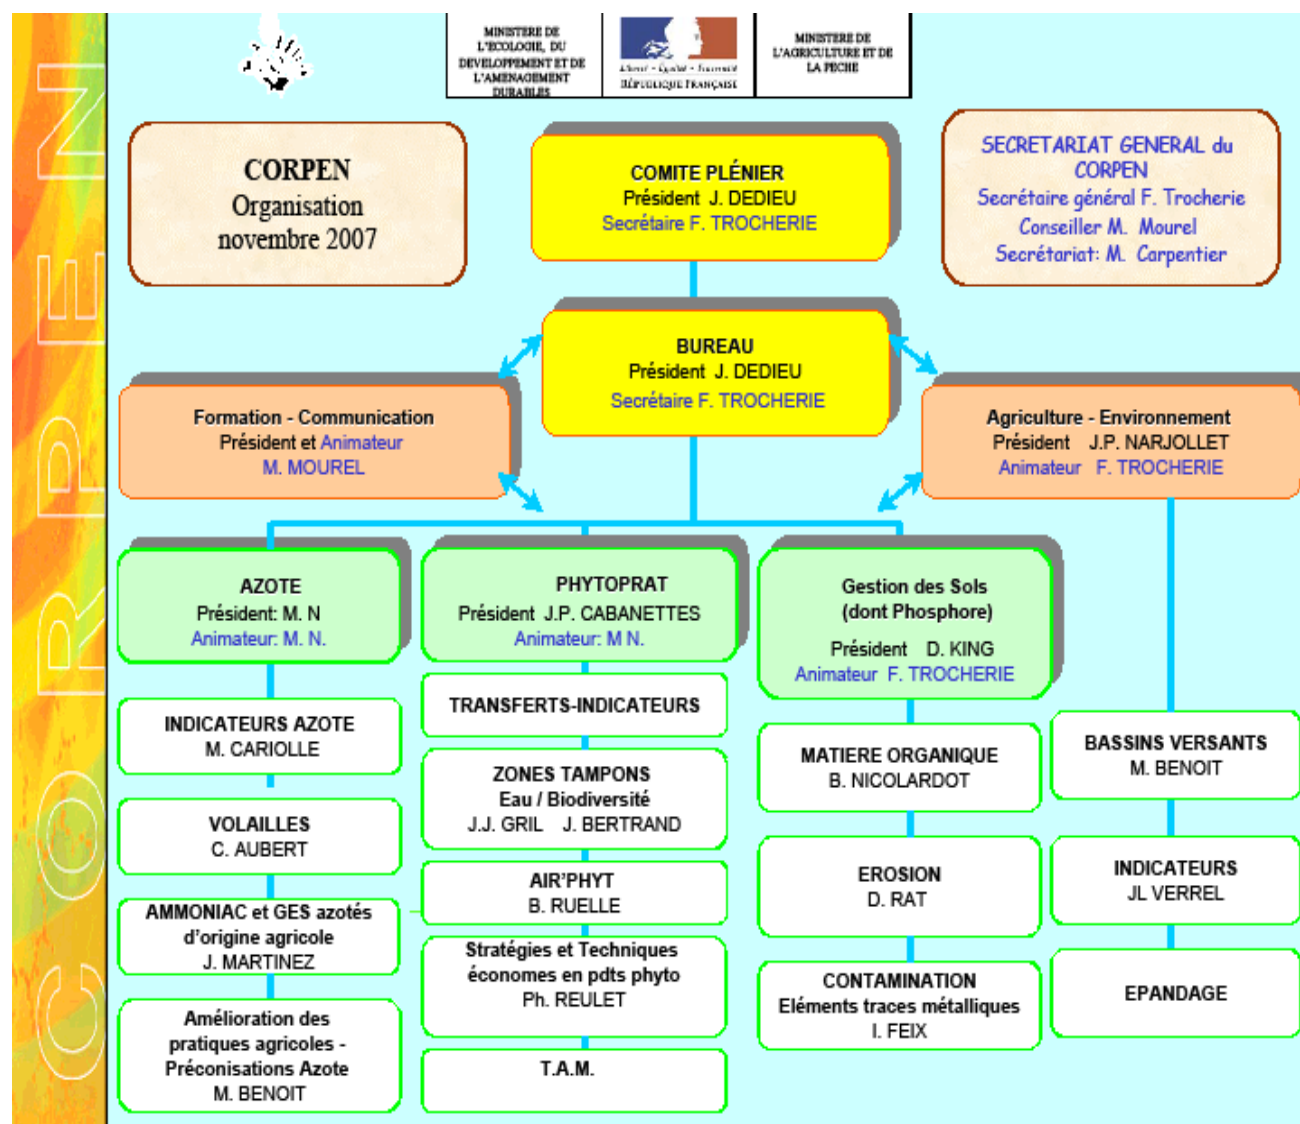 MINISTERE DE
L'ECOLOGIE, DU
DEVELOPPEMENT ET DE
L'AMENAGEMENT
DURABLES
Liberté • Égalité • Fraternité
RÉPUBLIQUE FRANÇAISE
MINISTERE DE
L'AGRICULTURE ET DE
LA PECHE
CORPEN
CORPEN
Organisation
novembre 2007
COMITE PLÉNIER
Président J. DEDIEU
Secrétaire F. TROCHERIE
SECRETARIAT GENERAL du
CORPEN
Secrétaire général F. Trocherie
Conseiller M. Mourel
Secrétariat: M. Carpentier
BUREAU
Président J. DEDIEU
Secrétaire F. TROCHERIE
Formation - Communication
Président et Animateur
M. MOUREL
Agriculture - Environnement
Président J.P. NARJOLLET
Animateur F. TROCHERIE
AZOTE
Président: M. N
Animateur: M. N.
INDICATEURS AZOTE
M. CARIOLLE
VOLAILLES
C. AUBERT
AMMONIAC et GES azotés
d'origine agricole
J. MARTINEZ
Amélioration des
pratiques agricoles -
Préconisations Azote
M. BENOIT
PHYTOPRAT
Président J.P. CABANETTES
Animateur: M N.
TRANSFERTS-INDICATEURS
ZONES TAMPONS
Eau / Biodiversité
J.J. GRIL J. BERTRAND
AIR'PHYT
B. RUELLE
Stratégies et Techniques
économes en pdts phyto
Ph. REULET
T.A.M.
Gestion des Sols
(dont Phosphore)
Président D. KING
Animateur F. TROCHERIE
MATIERE ORGANIQUE
B. NICOLARDOT
EROSION
D. RAT
CONTAMINATION
Eléments traces métalliques
I. FEIX
BASSINS VERSANTS
M. BENOIT
INDICATEURS
JL VERREL
EPANDAGE